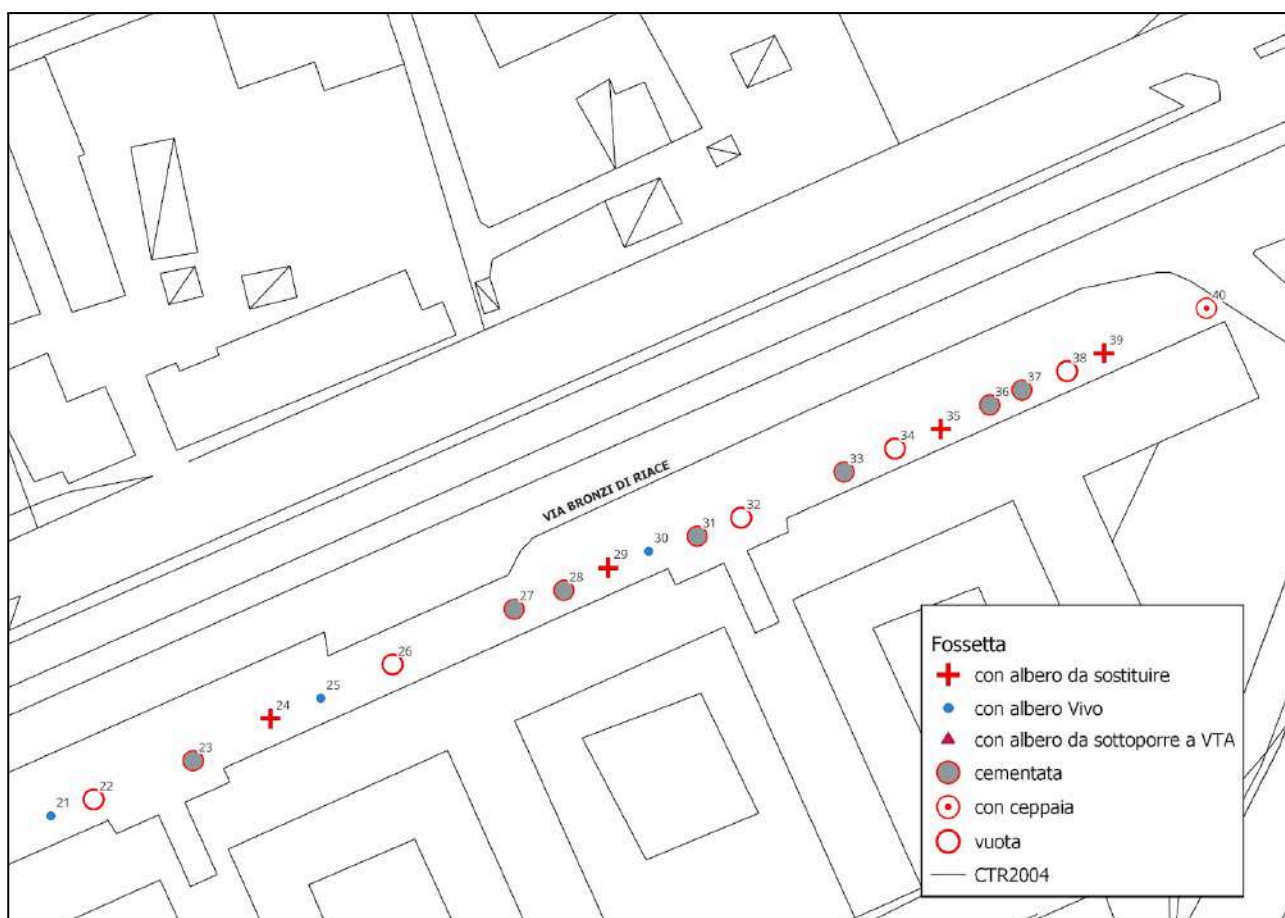 40
39
38
37
36
35
34
33
VIA BRONZI DI RIACE
32
31
30
29
28
27
26
25
24
23
22
21
Fossetta
con albero da sostituire
con albero Vivo
con albero da sottoporre a VTA
cementata
con ceppaia
vuota
CTR2004